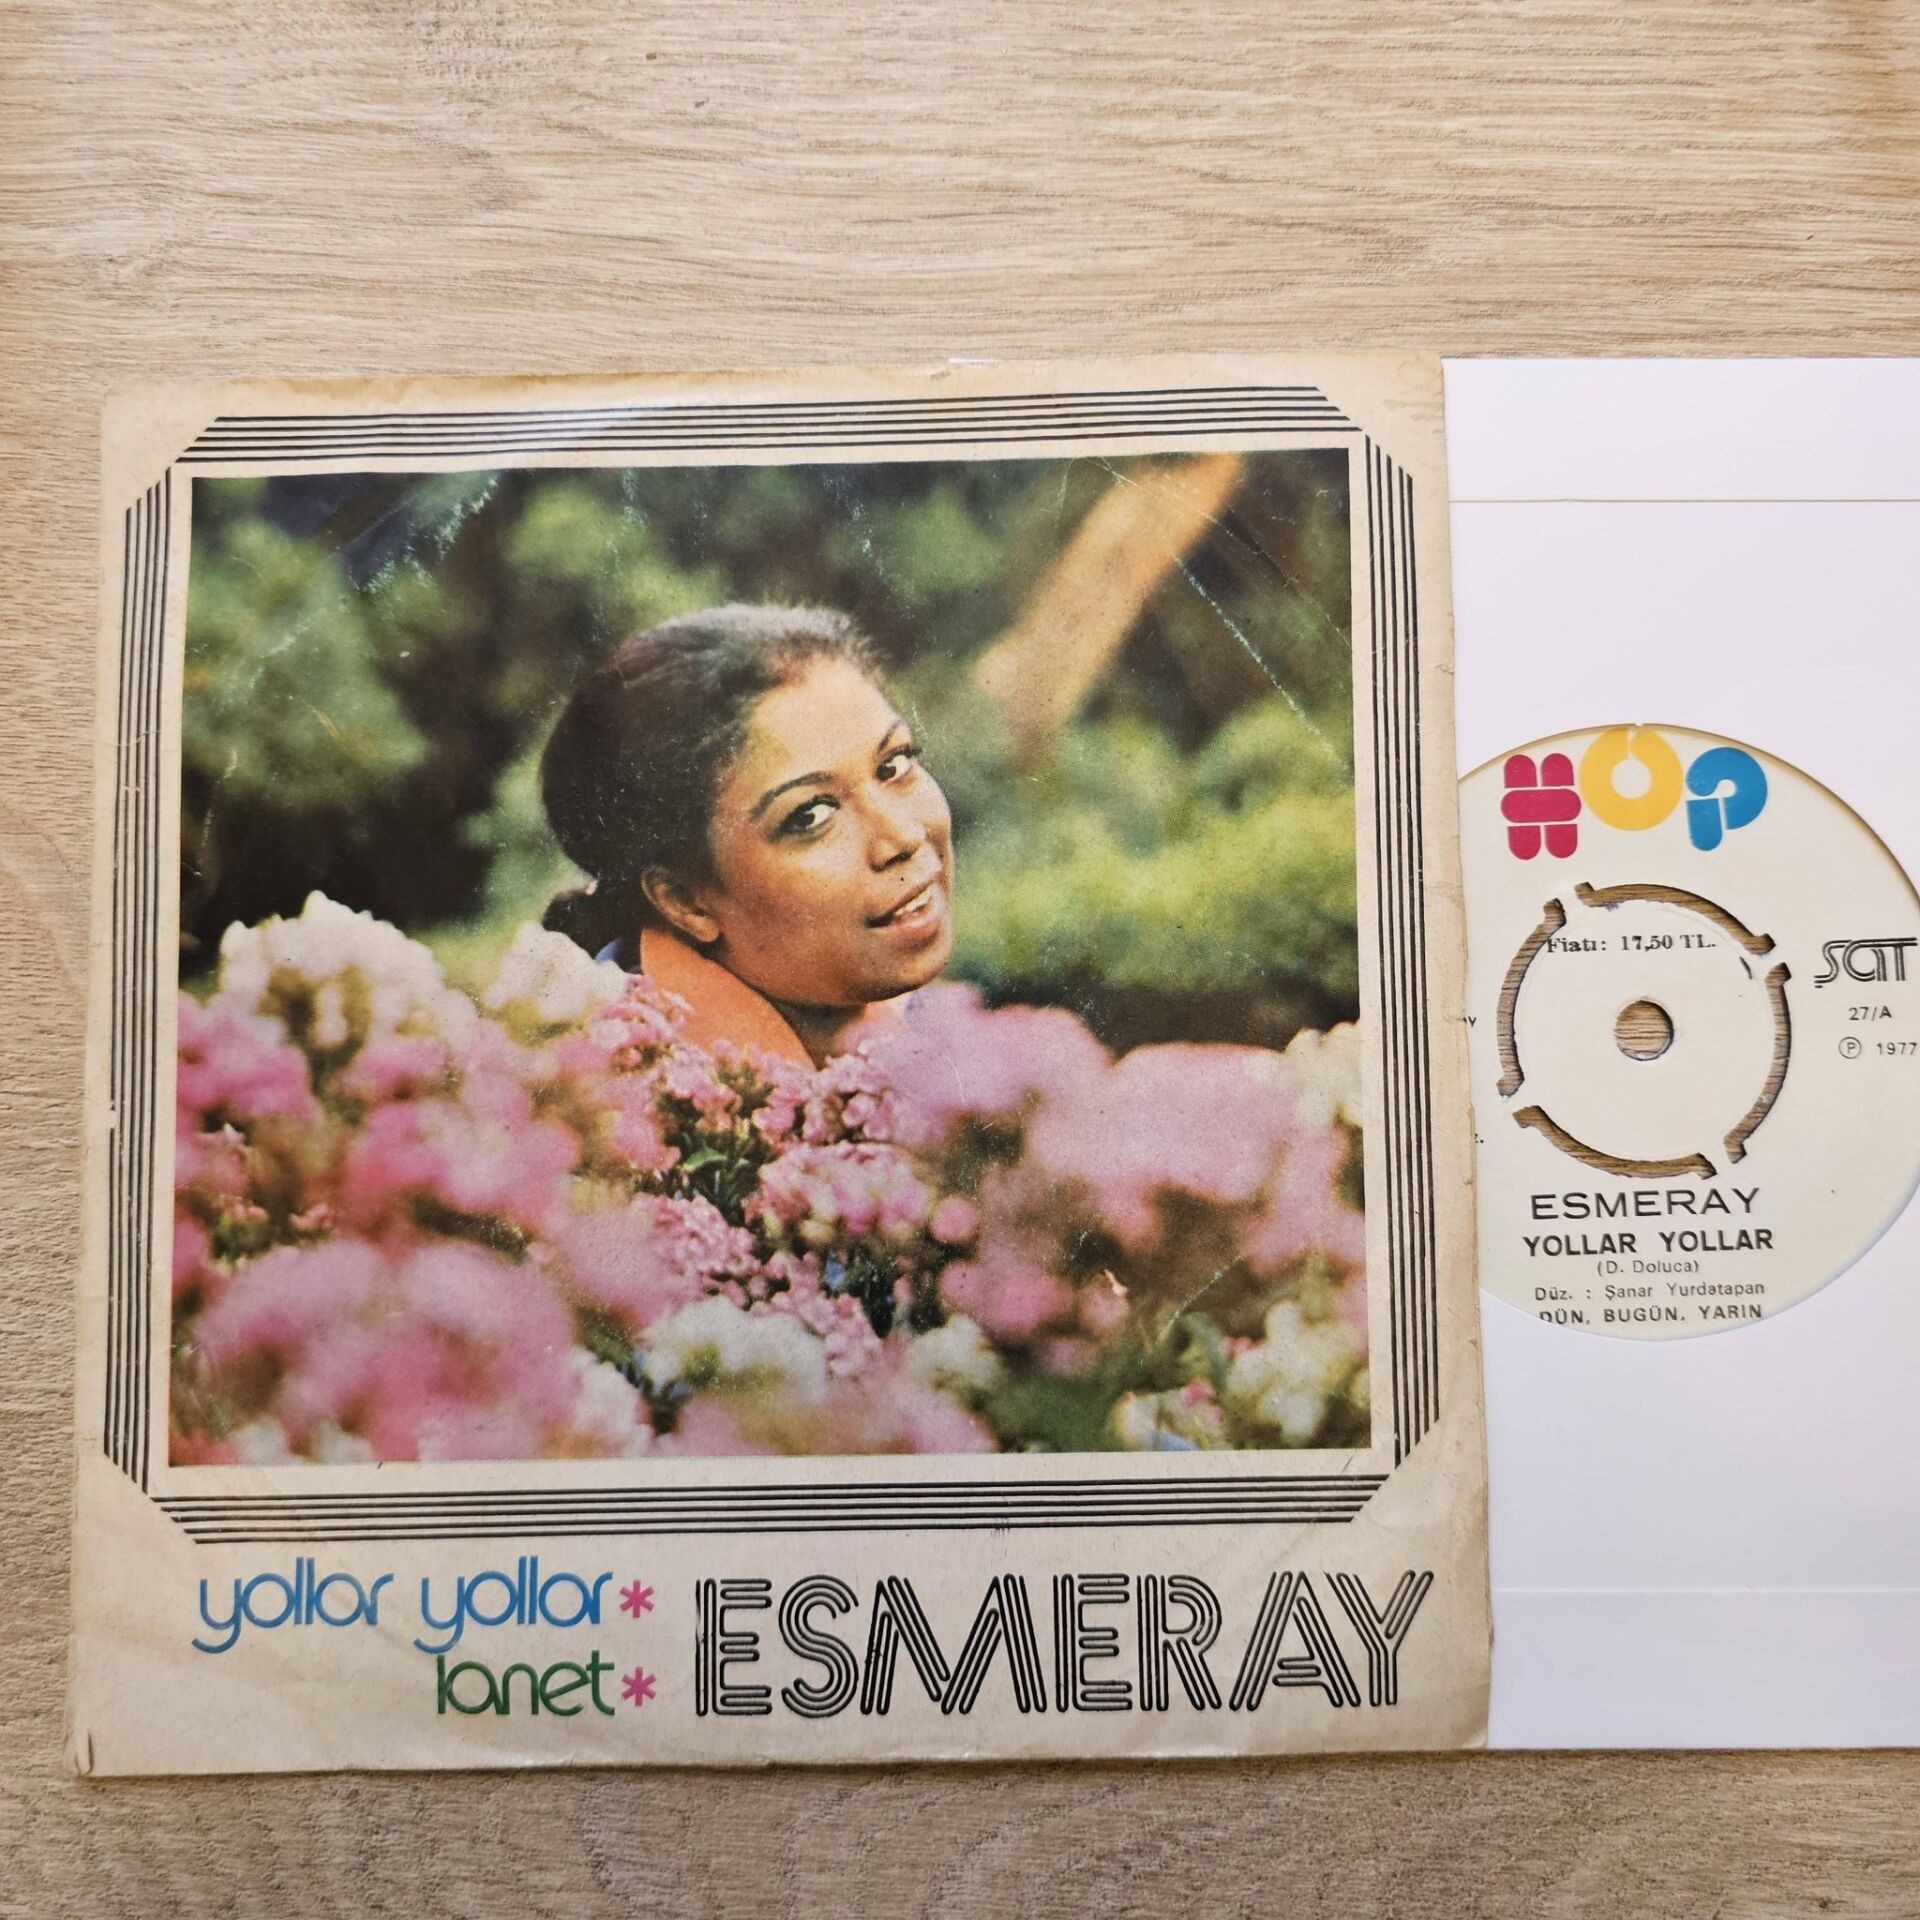 yollar yollar*
lanet*
ESMERAY
HOP
Fiatı: 17,50 TL.
SAT
27/A
Ⓟ 1977
ESMERAY
YOLLAR YOLLAR
(D. Doluca)
Düz. : Şanar Yurdatapan
DÜN, BUGÜN, YARIN